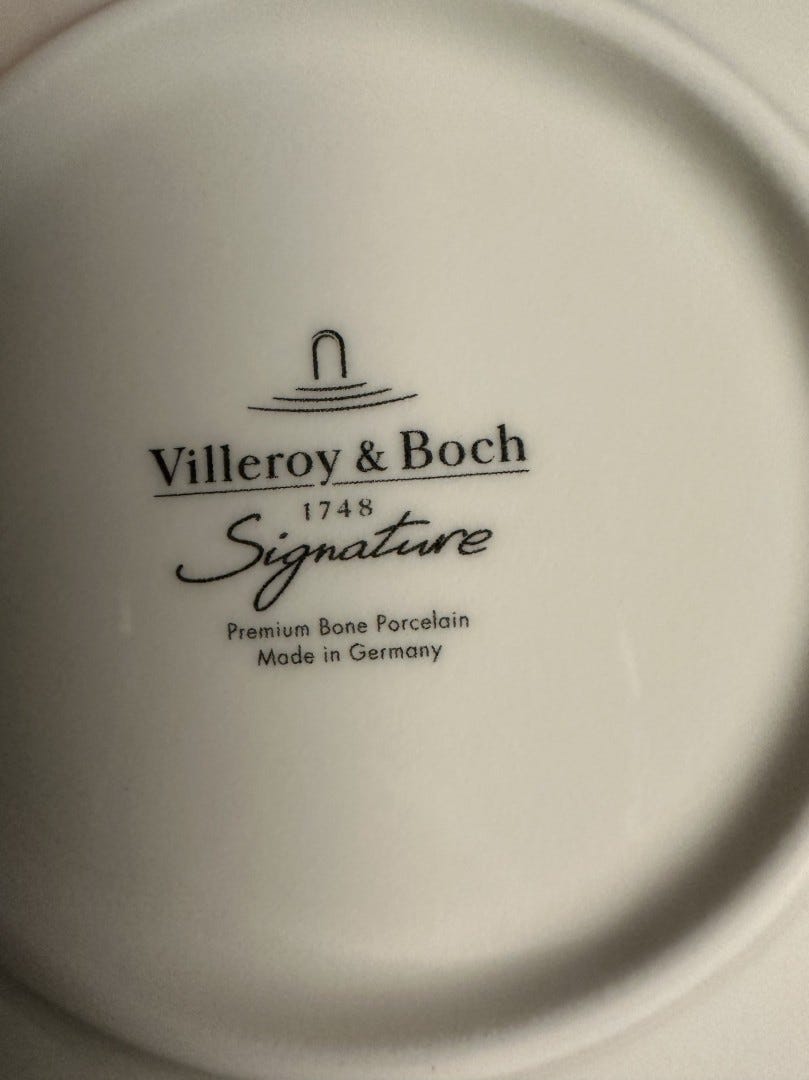 Villeroy & Boch
1748
Signature
Premium Bone Porcelain
Made in Germany